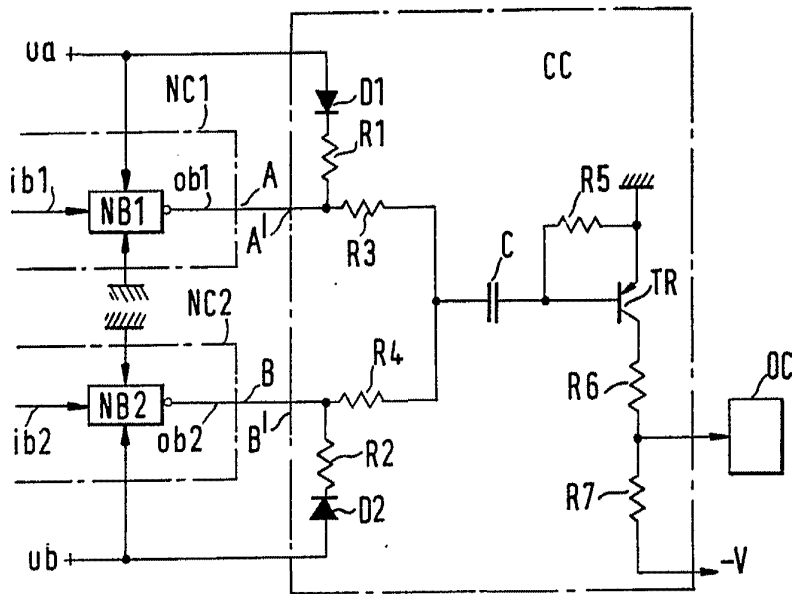 ua
CC
NC1
D1
R1
ib1
ob1
A
NB1
A'
R3
R5
C
TR
NC2
R4
R6
OC
B
NB2
ib2
ob2
B'
R2
R7
D2
ub
-V